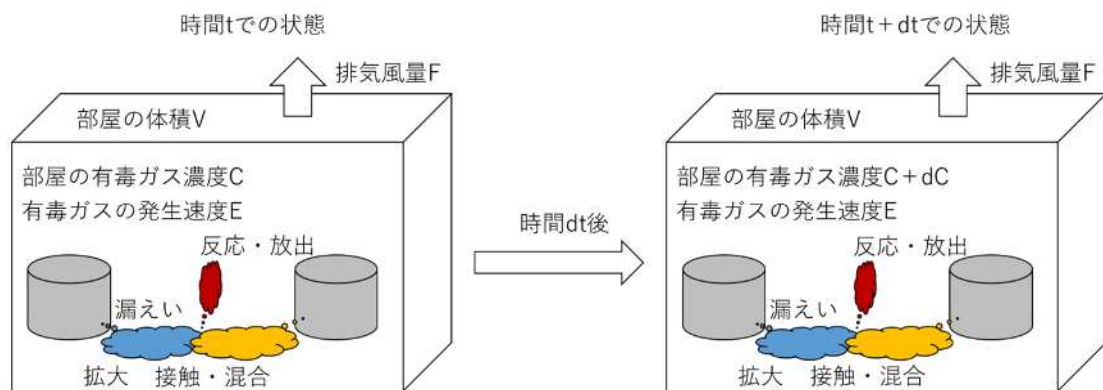 時間tでの状態
排気風量F
部屋の体積V
部屋の有毒ガス濃度C
有毒ガスの発生速度E
反応・放出
漏えい
拡大 接触・混合
時間dt後
時間t+dtでの状態
排気風量F
部屋の体積V
部屋の有毒ガス濃度C+dC
有毒ガスの発生速度E
反応・放出
漏えい
拡大 接触・混合